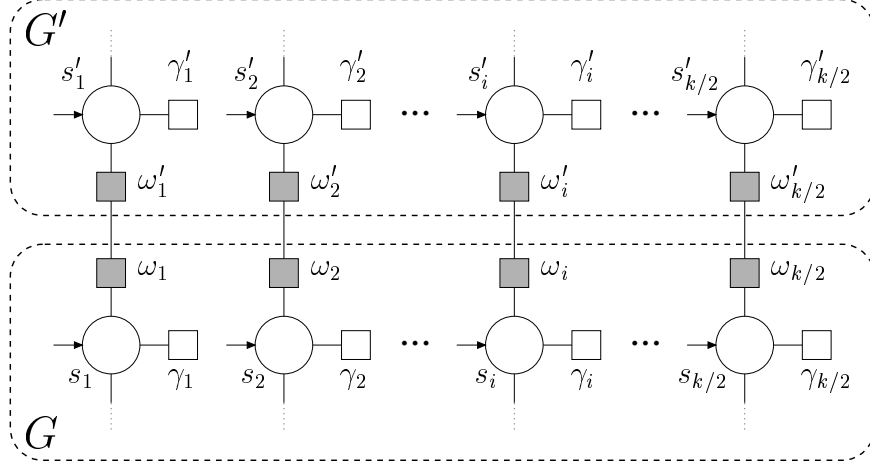 G′
s′₁ γ′₁ s′₂ γ′₂ ... s′ᵢ γ′ᵢ ... s′ₖ/₂ γ′ₖ/₂
ω′₁ ω′₂ ω′ᵢ ω′ₖ/₂
ω₁ ω₂ ωᵢ ωₖ/₂
s₁ γ₁ s₂ γ₂ ... sᵢ γᵢ ... sₖ/₂ γₖ/₂
G